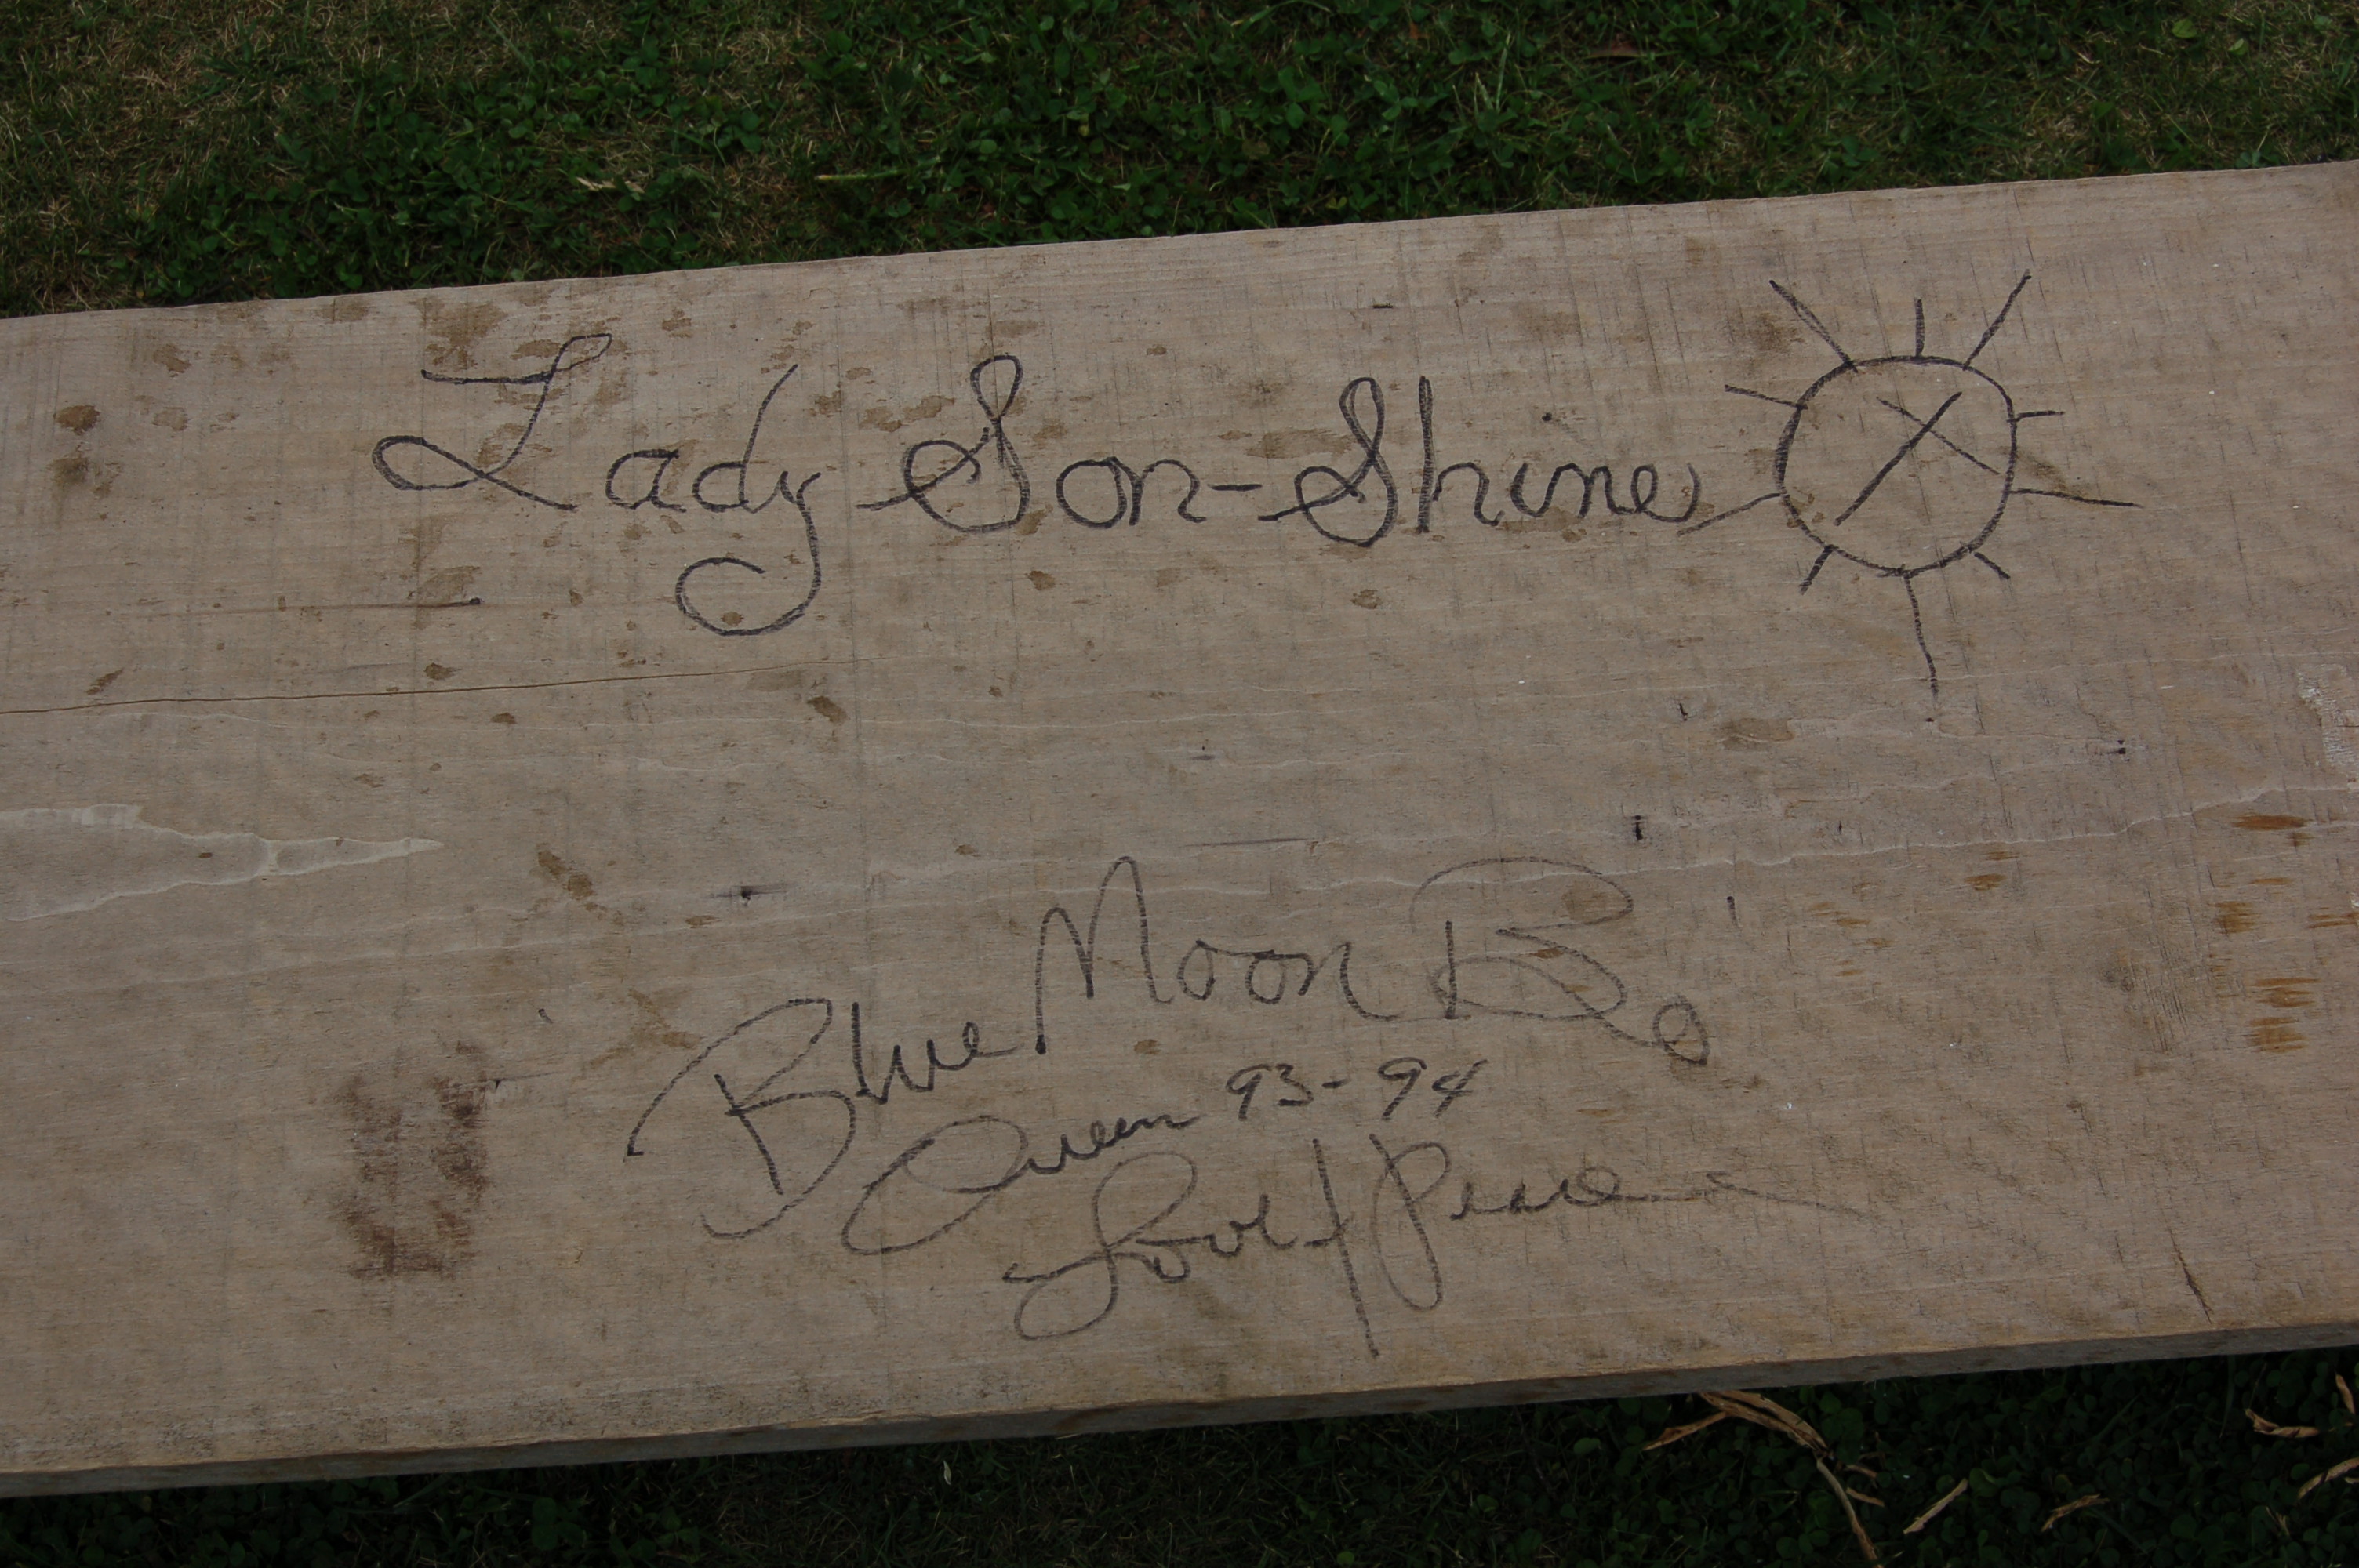 Lady Son-Shine
Blue Moon Bo
Queen 93-94
Love + Peace